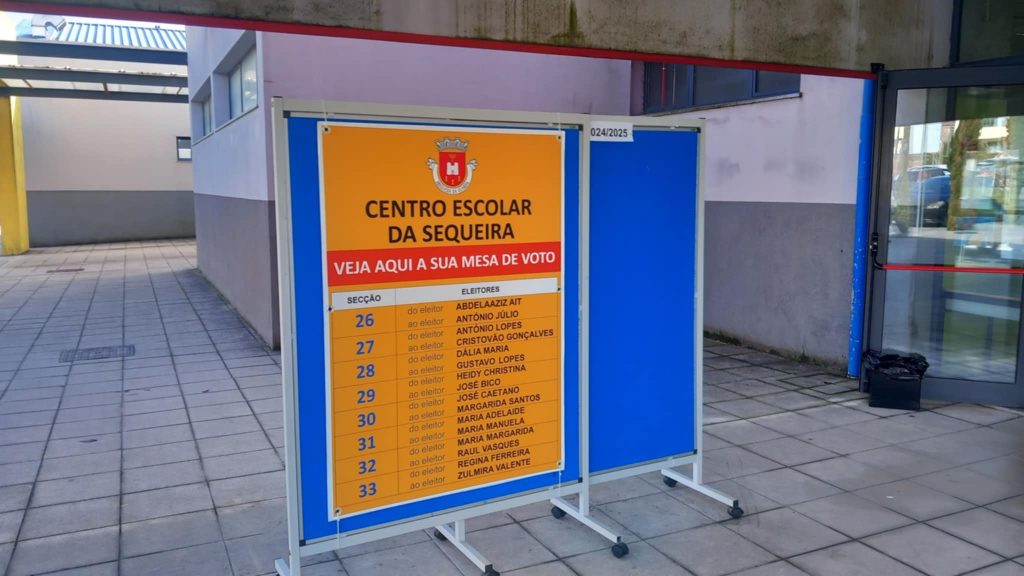 024/2025
CENTRO ESCOLAR
DA SEQUEIRA
VEJA AQUI A SUA MESA DE VOTO
SECÇÃO ELEITORES
26 do eleitor ABDELAAZIZ AIT
ao eleitor ANTÓNIO JÚLIO
27 do eleitor ANTÓNIO LOPES
ao eleitor CRISTOVÃO GONÇALVES
28 do eleitor DÁLIA MARIA
ao eleitor GUSTAVO LOPES
29 do eleitor HEIDY CHRISTINA
ao eleitor JOSÉ BICO
30 do eleitor JOSÉ CAETANO
ao eleitor MARGARIDA SANTOS
31 do eleitor MARIA ADELAIDE
ao eleitor MARIA MANUELA
32 do eleitor MARIA MARGARIDA
ao eleitor RAUL VASQUES
33 do eleitor REGINA FERREIRA
ao eleitor ZULMIRA VALENTE